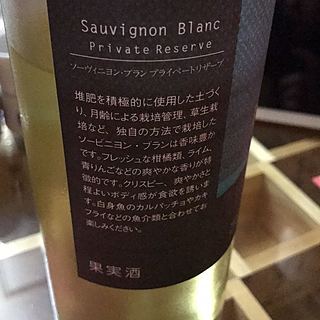 Sauvignon Blanc
Private Reserve
ソーヴィニヨン・ブラン プライベートリザーブ
堆肥を積極的に使用した土づく
り、月齢による栽培管理、草生栽
培など、独自の方法で栽培した
ソービニヨン・ブランは香味豊か
です。フレッシュな柑橘類、ライム、
青りんごなどの爽やかな香りが特
徴的です。クリスピー、爽やかさと
程よいボディ感が食欲を誘いま
す。白身魚のカルパッチョやカキ
フライなどの魚介類と合わせてお
楽しみください。
果実酒